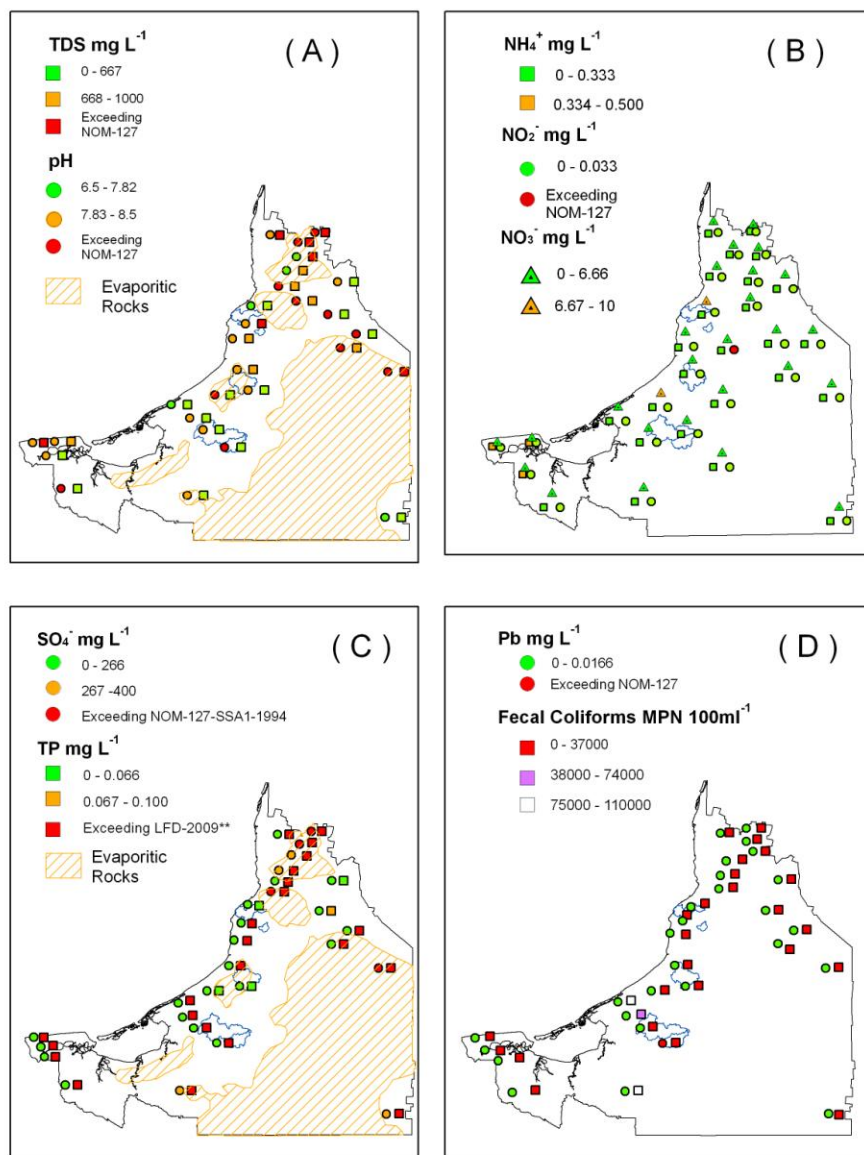 TDS mg L-1
( A )
0 - 667
668 - 1000
Exceeding
NOM-127
pH
6.5 - 7.82
7.83 - 8.5
Exceeding
NOM-127
Evaporitic
Rocks
NH4+ mg L-1
( B )
0 - 0.333
0.334 - 0.500
NO2- mg L-1
0 - 0.033
Exceeding
NOM-127
NO3- mg L-1
0 - 6.66
6.67 - 10
SO4- mg L-1
( C )
0 - 266
267 -400
Exceeding NOM-127-SSA1-1994
TP mg L-1
0 - 0.066
0.067 - 0.100
Exceeding LFD-2009**
Evaporitic
Rocks
Pb mg L-1
( D )
0 - 0.0166
Exceeding NOM-127
Fecal Coliforms MPN 100ml-1
0 - 37000
38000 - 74000
75000 - 110000